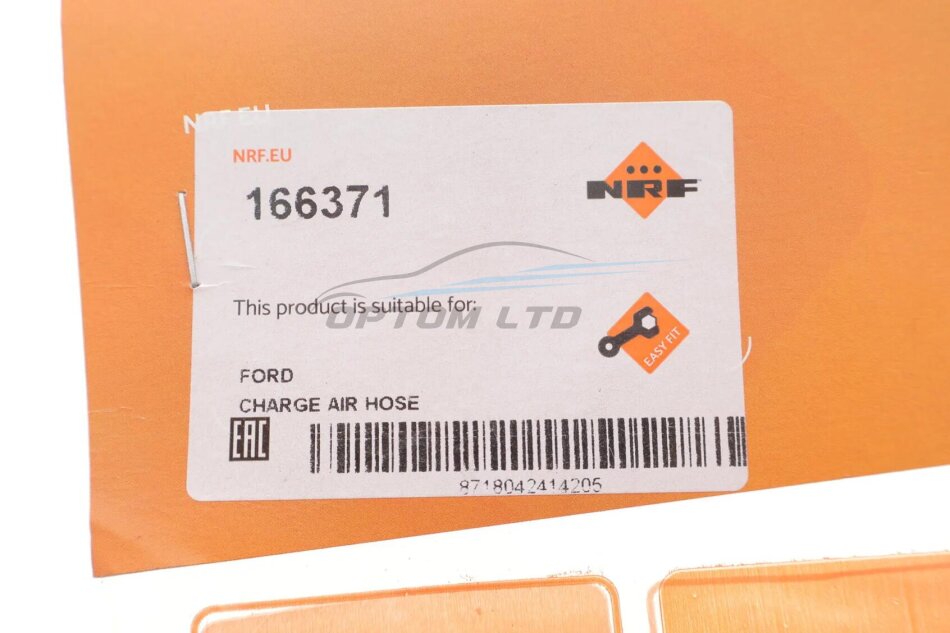 NRF.EU
NRF.EU
166371
NRF
This product is suitable for:
OPTOM LTD
EASY FIT
FORD
CHARGE AIR HOSE
EAC
8718042414205